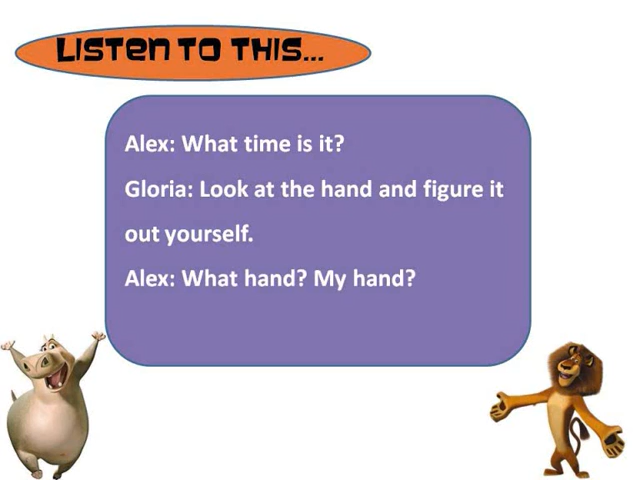 Listen to this...
Alex: What time is it?
Gloria: Look at the hand and figure it
out yourself.
Alex: What hand? My hand?